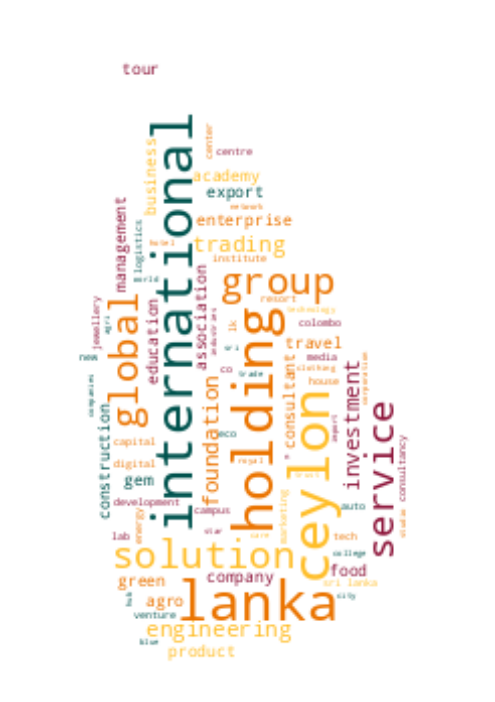 tour
international
center
centre
business
academy
export
management
network
enterprise
logistics
hotel
trading
institute
world
association
group
global
resort
jewellery
education
holding
technology
agri
industries
lk
colombo
travel
new
sri
media
co
trade
consultant
clothing
corporation
companies
foundation
house
investment
ceylon
service
construction
eco
capital
consultancy
digital
royal
gem
development
campus
marketing
auto
energy
star
lab
care
tech
solution
college
food
green
company
sri lanka
hub
agro
lanka
city
venture
engineering
blue
product